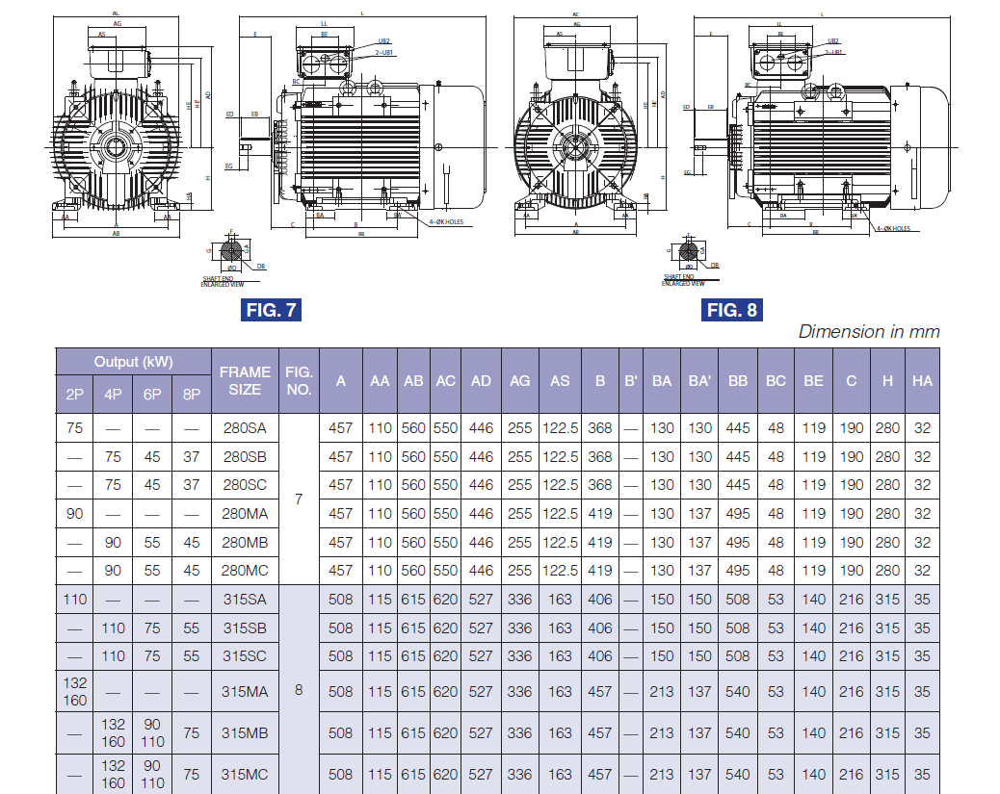 AC
AG
AS
L
E
LL
BE
UB2
2~UB1
BC
ED
EB
EG
HE
HE'
AD
H
HA
AA
A
AA
AB
C
BA
B
BA'
BB
4~ØK HOLES
F
G
GA
ØD
DB
SHAFT END
ENLARGED VIEW
FIG. 7
AC
AG
AS
L
E
LL
BE
UB2
2~UB1
BC
ED
EB
EG
HE
HE'
AD
H
HA
AA
A
AA
AB
C
BA
B
BA'
BB
4~ØK HOLES
F
G
GA
ØD
DB
SHAFT END
ENLARGED VIEW
FIG. 8
Dimension in mm
Output (kW) FRAME SIZE FIG. NO. A AA AB AC AD AG AS B B' BA BA' BB BC BE C H HA
2P 4P 6P 8P
75 — — — 280SA 7 457 110 560 550 446 255 122.5 368 — 130 130 445 48 119 190 280 32
— 75 45 37 280SB 457 110 560 550 446 255 122.5 368 — 130 130 445 48 119 190 280 32
— 75 45 37 280SC 457 110 560 550 446 255 122.5 368 — 130 130 445 48 119 190 280 32
90 — — — 280MA 457 110 560 550 446 255 122.5 419 — 130 137 495 48 119 190 280 32
— 90 55 45 280MB 457 110 560 550 446 255 122.5 419 — 130 137 495 48 119 190 280 32
— 90 55 45 280MC 457 110 560 550 446 255 122.5 419 — 130 137 495 48 119 190 280 32
110 — — — 315SA 8 508 115 615 620 527 336 163 406 — 150 150 508 53 140 216 315 35
— 110 75 55 315SB 508 115 615 620 527 336 163 406 — 150 150 508 53 140 216 315 35
— 110 75 55 315SC 508 115 615 620 527 336 163 406 — 150 150 508 53 140 216 315 35
132 160 — — — 315MA 508 115 615 620 527 336 163 457 — 213 137 540 53 140 216 315 35
— 132 160 90 110 75 315MB 508 115 615 620 527 336 163 457 — 213 137 540 53 140 216 315 35
— 132 160 90 110 75 315MC 508 115 615 620 527 336 163 457 — 213 137 540 53 140 216 315 35